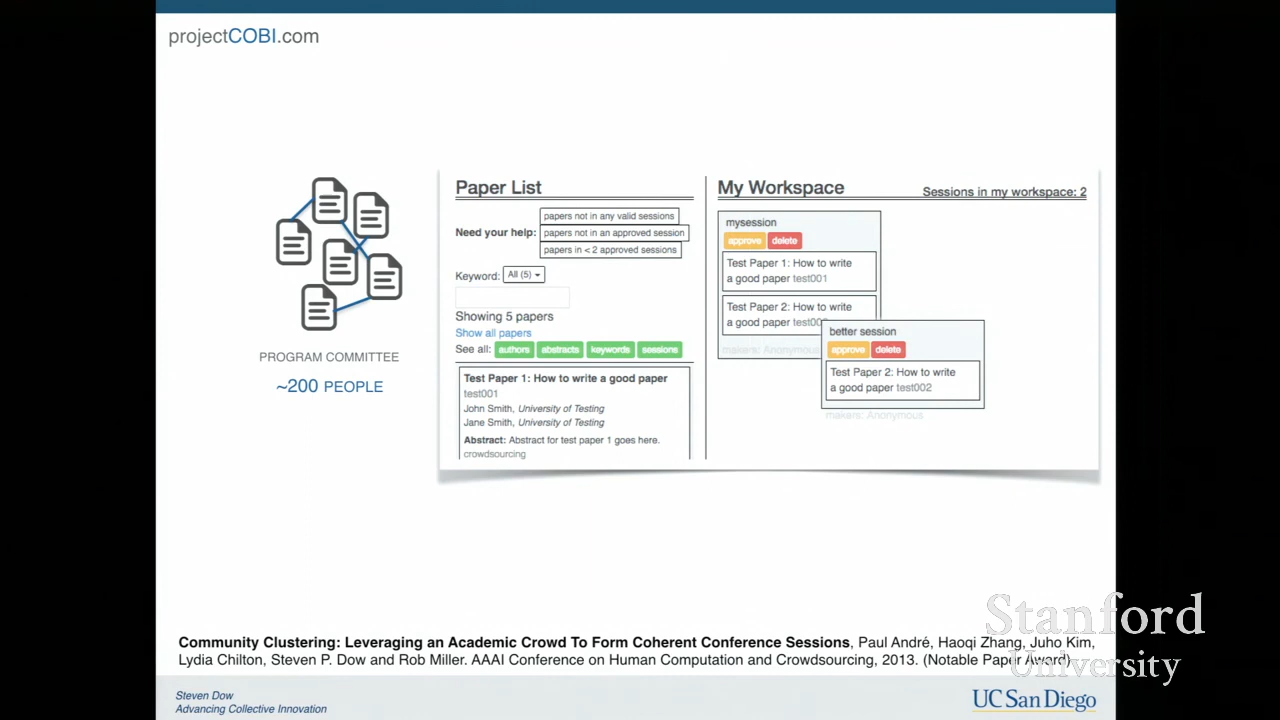 projectCOBI.com
PROGRAM COMMITTEE
~200 PEOPLE
Paper List
Need your help:
papers not in any valid sessions
papers not in an approved session
papers in < 2 approved sessions
Keyword: All (5)
Showing 5 papers
Show all papers
See all: authors abstracts keywords sessions
Test Paper 1: How to write a good paper
test001
John Smith, University of Testing
Jane Smith, University of Testing
Abstract: Abstract for test paper 1 goes here.
crowdsourcing
My Workspace
Sessions in my workspace: 2
mysession
approve delete
Test Paper 1: How to write
a good paper test001
Test Paper 2: How to write
a good paper
makers: Anonymous
better session
approve delete
Test Paper 2: How to write
a good paper test002
makers: Anonymous
Community Clustering: Leveraging an Academic Crowd To Form Coherent Conference Sessions, Paul André, Haoqi Zhang, Juho Kim,
Lydia Chilton, Steven P. Dow and Rob Miller. AAAI Conference on Human Computation and Crowdsourcing, 2013. (Notable Paper Award)
Stanford
University
Steven Dow
Advancing Collective Innovation
UC San Diego